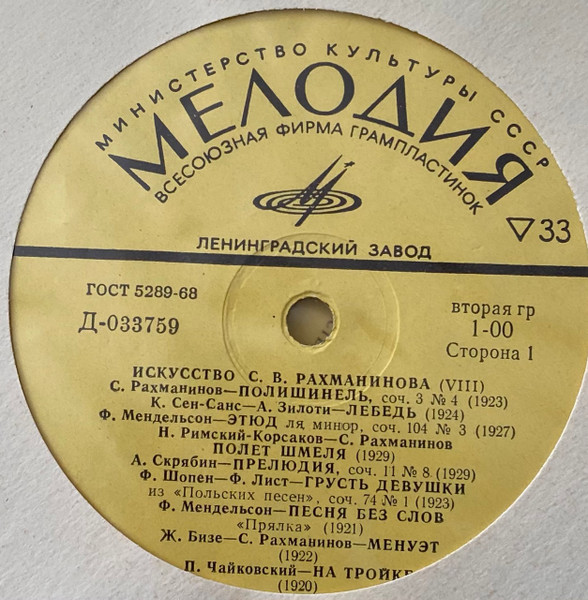 МИНИСТЕРСТВО КУЛЬТУРЫ СССР
МЕЛОДИЯ
ВСЕСОЮЗНАЯ ФИРМА ГРАМПЛАСТИНОК
33
ЛЕНИНГРАДСКИЙ ЗАВОД
ГОСТ 5289-68
Д-033759
вторая гр
1-00
Сторона 1
ИСКУССТВО С. В. РАХМАНИНОВА (VIII)
С. Рахманинов—ПОЛИШИНЕЛЬ, соч. 3 № 4 (1923)
К. Сен-Санс—А. Зилоти—ЛЕБЕДЬ (1924)
Ф. Мендельсон—ЭТЮД ля минор, соч. 104 № 3 (1927)
Н. Римский-Корсаков—С. Рахманинов
ПОЛЕТ ШМЕЛЯ (1929)
А. Скрябин—ПРЕЛЮДИЯ, соч. 11 № 8 (1929)
Ф. Шопен—Ф. Лист—ГРУСТЬ ДЕВУШКИ
из «Польских песен», соч. 74 № 1 (1923)
Ф. Мендельсон—ПЕСНЯ БЕЗ СЛОВ
«Прялка» (1921)
Ж. Бизе—С. Рахманинов—МЕНУЭТ
(1922)
П. Чайковский—НА ТРОЙКЕ
(1920)